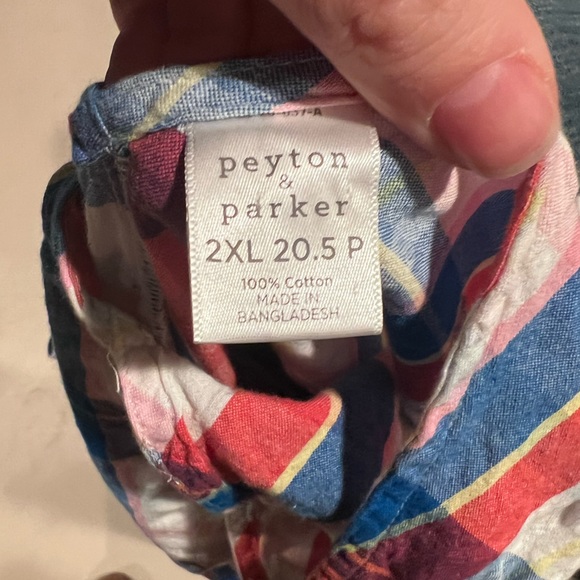 peyton
&
parker
2XL 20.5 P
100% Cotton
MADE IN
BANGLADESH